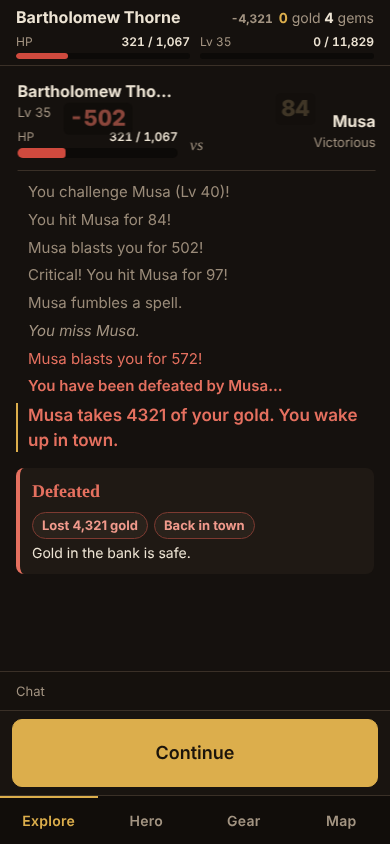 Bartholomew Thorne
-4,321 0 gold 4 gems
HP 321 / 1,067 Lv 35 0 / 11,829
Bartholomew Tho...
Lv 35
-502
84
Musa
HP 321 / 1,067
vs
Victorious
You challenge Musa (Lv 40)!
You hit Musa for 84!
Musa blasts you for 502!
Critical! You hit Musa for 97!
Musa fumbles a spell.
You miss Musa.
Musa blasts you for 572!
You have been defeated by Musa...
Musa takes 4321 of your gold. You wake
up in town.
Defeated
Lost 4,321 gold Back in town
Gold in the bank is safe.
Chat
Continue
Explore Hero Gear Map